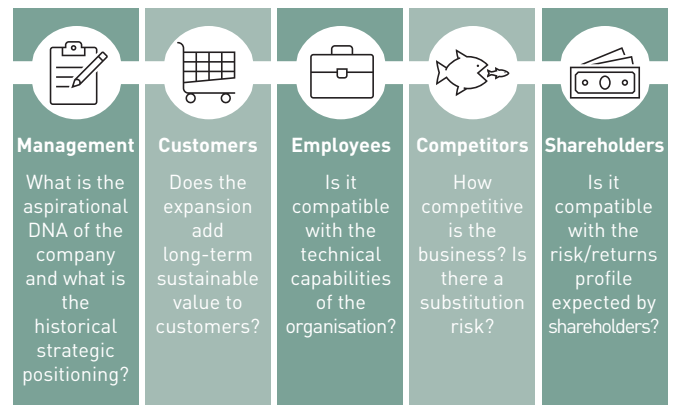 Management
What is the
aspirational
DNA of the
company
and what is
the
historical
strategic
positioning?
Customers
Does the
expansion
add
long-term
sustainable
value to
customers?
Employees
Is it
compatible
with the
technical
capabilities
of the
organisation?
Competitors
How
competitive
is the
business? Is
there a
substitution
risk?
Shareholders
Is it
compatible
with the
risk/returns
profile
expected by
shareholders?